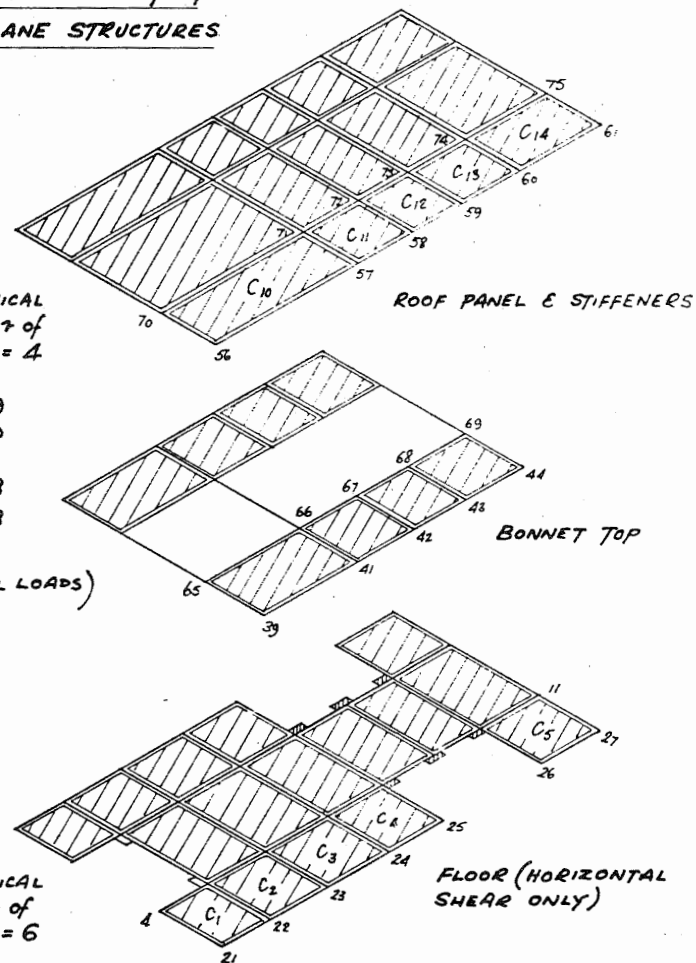 ANE STRUCTURES
75
C14
74
C13
60
73
C12
59
72
C11
58
71
57
C10
ROOF PANEL & STIFFENERS
70
56
ICAL
of
= 4
69
68
44
67
43
66
42
BONNET TOP
41
L LOADS)
65
39
11
C5
27
26
25
C4
24
C3
FLOOR (HORIZONTAL
SHEAR ONLY)
23
C2
ICAL
of
= 6
4
22
C1
21